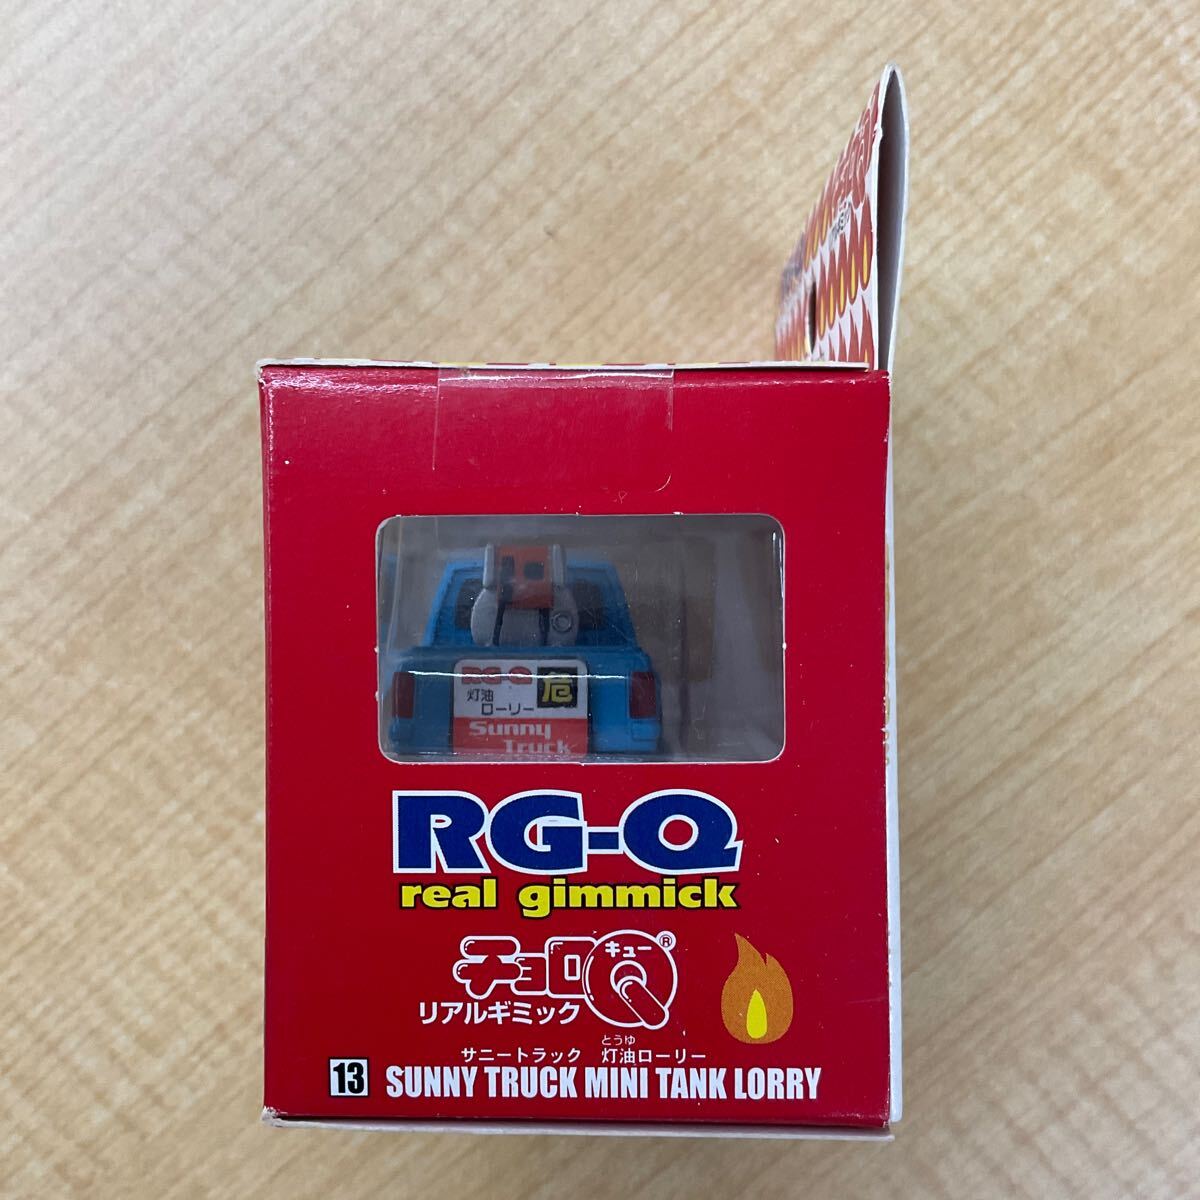 RG-Q
灯油
ローリー
危
Sunny
Truck
RG-Q
real gimmick
チョロQ
キュー
®
リアルギミック
サニートラック 灯油ローリー
とうゆ
13 SUNNY TRUCK MINI TANK LORRY